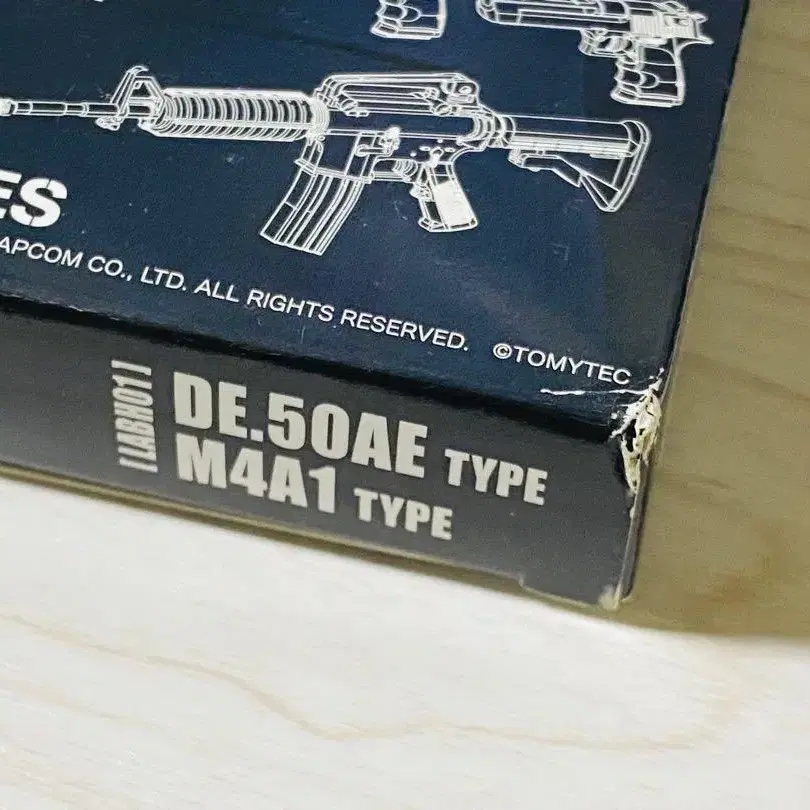 ES
APCOM CO., LTD. ALL RIGHTS RESERVED. ©TOMYTEC
[LABH01]
DE.50AE TYPE
M4A1 TYPE